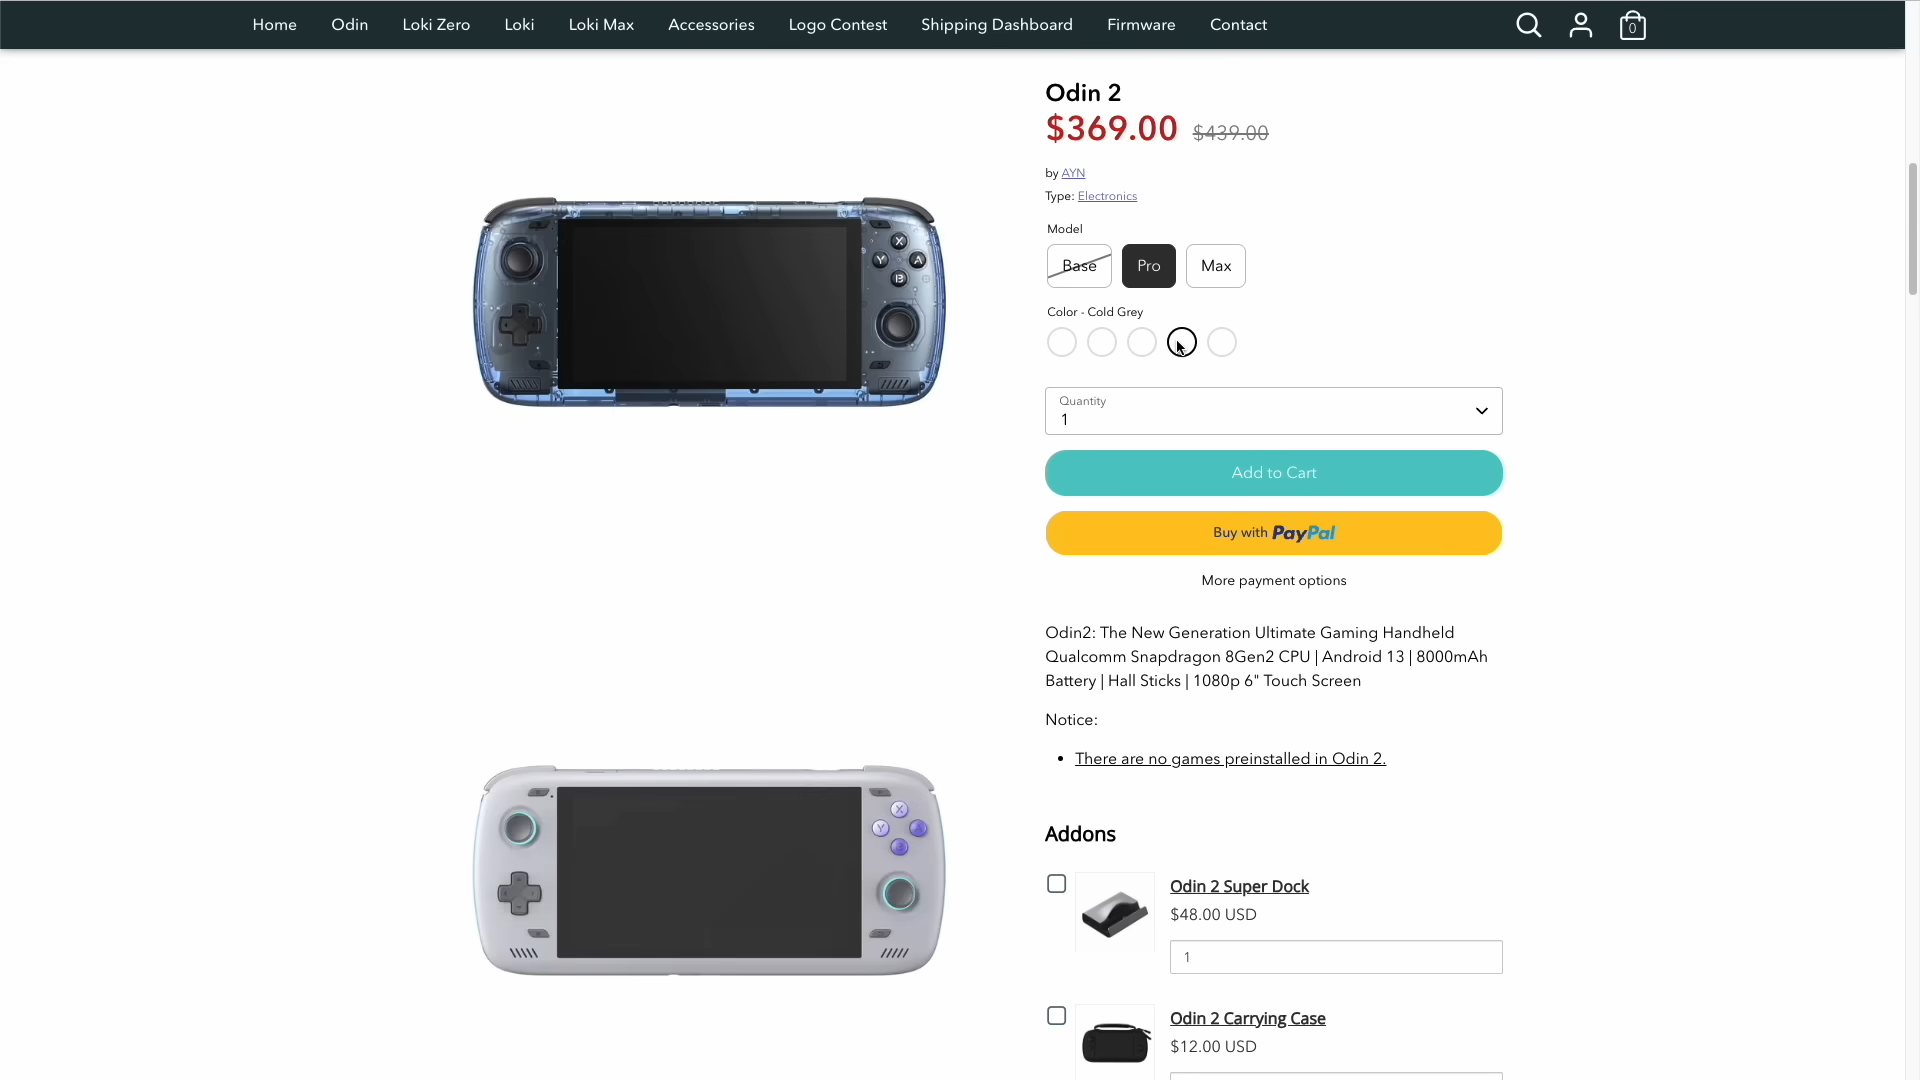 Home Odin Loki Zero Loki Loki Max Accessories Logo Contest Shipping Dashboard Firmware Contact 0
Odin 2
$369.00 $439.00
by AYN
Type: Electronics
Model
Base Pro Max
Color - Cold Grey
Quantity
1
Add to Cart
Buy with PayPal
More payment options
Odin2: The New Generation Ultimate Gaming Handheld
Qualcomm Snapdragon 8Gen2 CPU | Android 13 | 8000mAh
Battery | Hall Sticks | 1080p 6" Touch Screen
Notice:
There are no games preinstalled in Odin 2.
Addons
Odin 2 Super Dock
$48.00 USD
1
Odin 2 Carrying Case
$12.00 USD
X
Y A
B
X
Y A
B